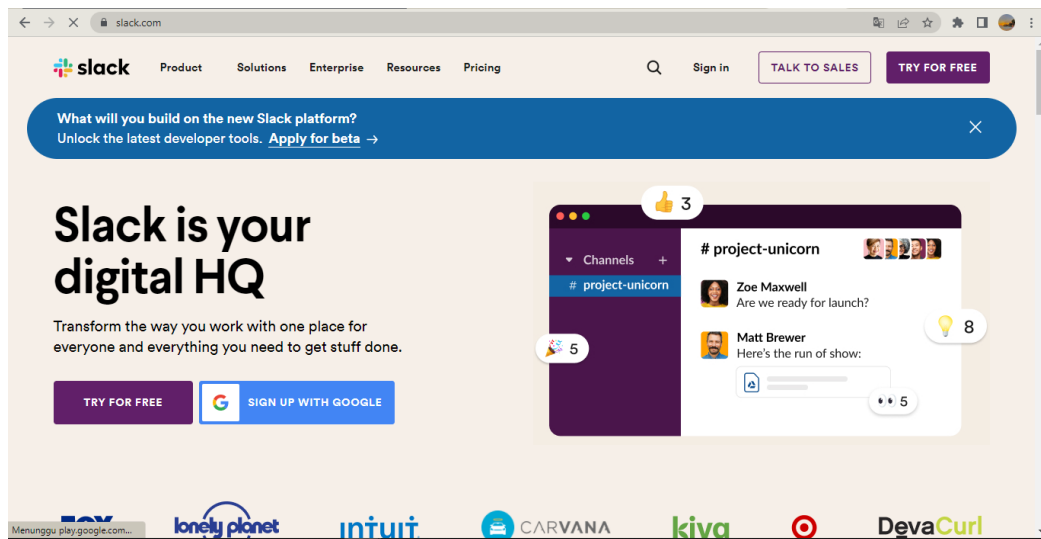 slack.com
slack
Product
Solutions
Enterprise
Resources
Pricing
Sign in
TALK TO SALES
TRY FOR FREE
What will you build on the new Slack platform?
Unlock the latest developer tools. Apply for beta →
Slack is your
digital HQ
Transform the way you work with one place for
everyone and everything you need to get stuff done.
TRY FOR FREE
G SIGN UP WITH GOOGLE
3
Channels +
# project-unicorn
# project-unicorn
Zoe Maxwell
Are we ready for launch?
Matt Brewer
Here's the run of show:
5
8
5
lonely planet
intuit
CARVANA
kiva
DevaCurl
Menunggu play.google.com...